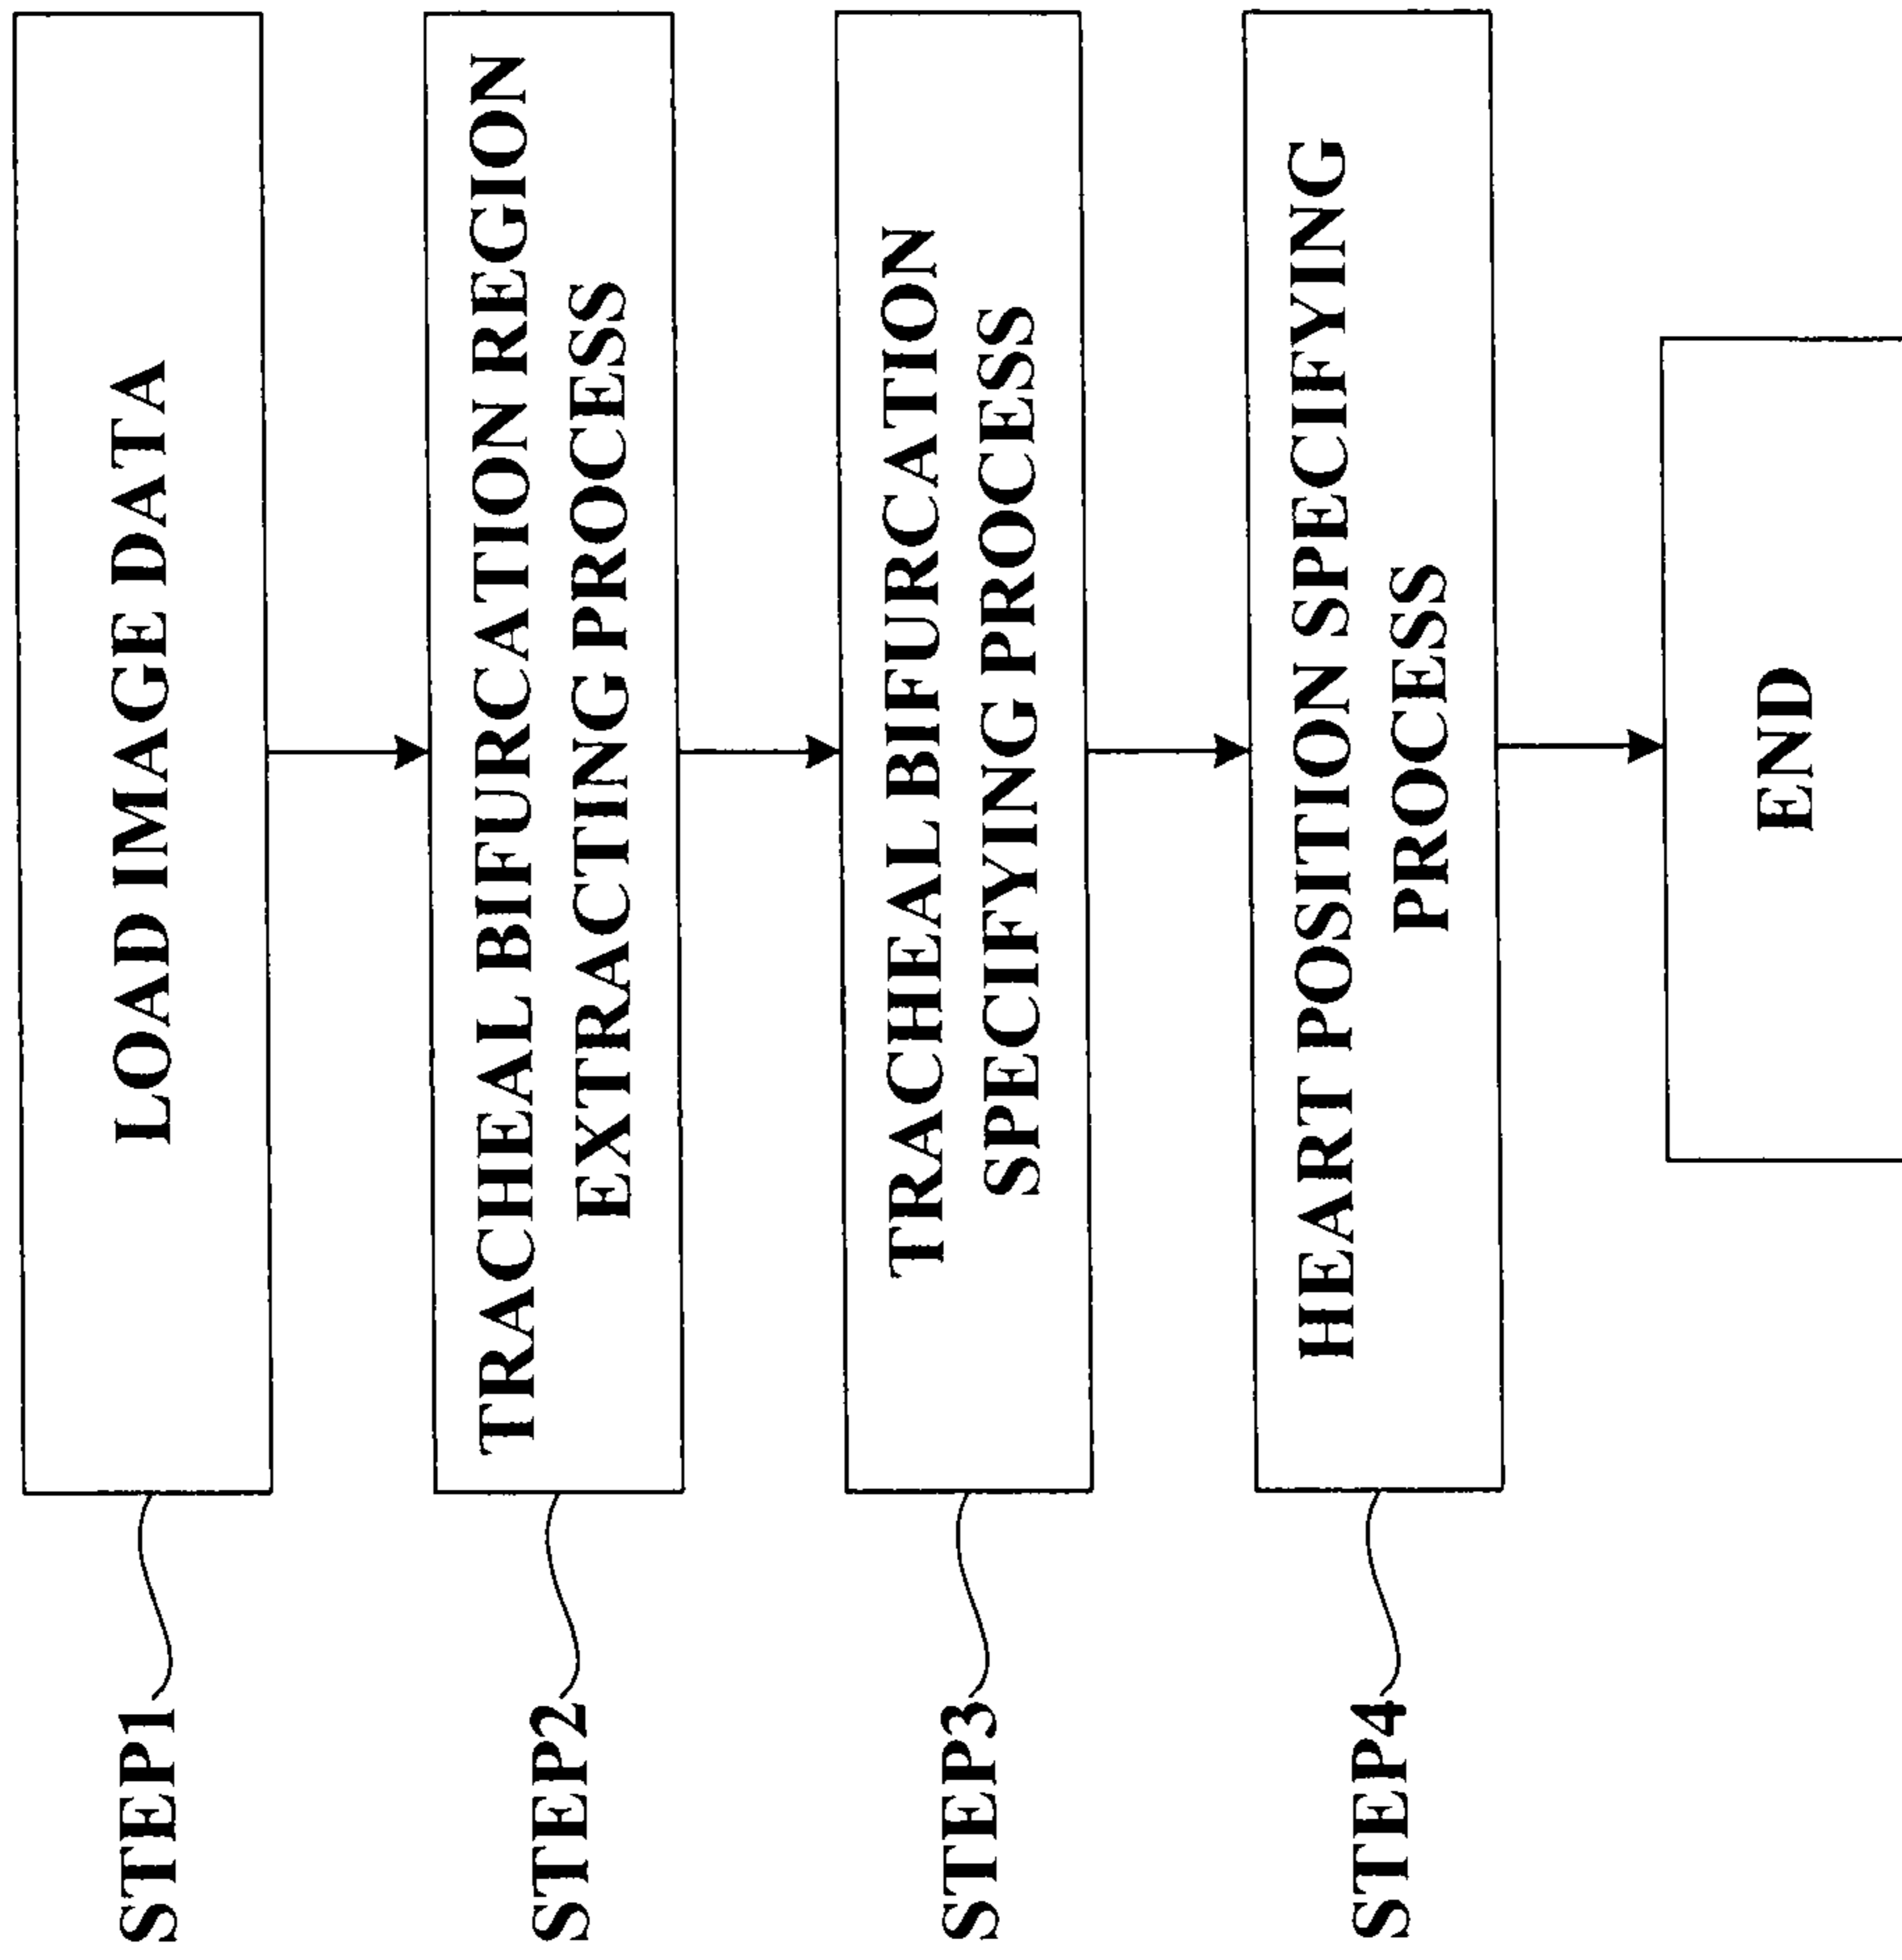 STEP1
LOAD IMAGE DATA
STEP2
TRACHEAL BIFURCATION REGION
EXTRACTING PROCESS
STEP3
TRACHEAL BIFURCATION
SPECIFYING PROCESS
STEP4
HEART POSITION SPECIFYING
PROCESS
END